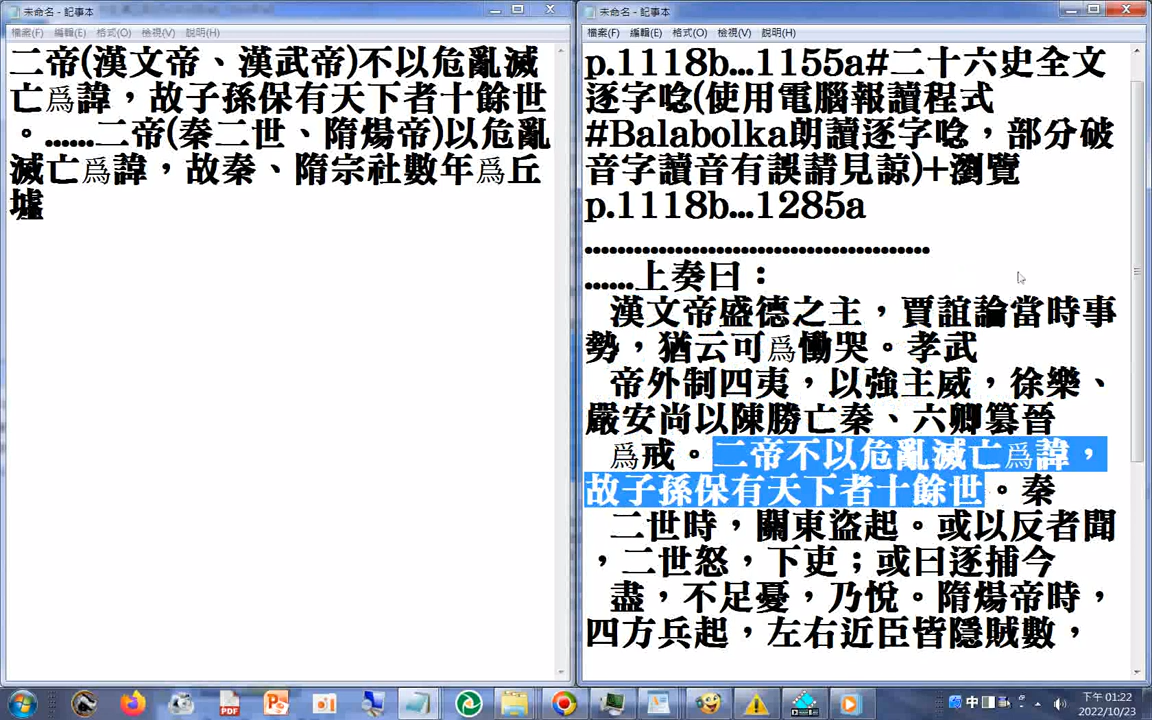 未命名 - 記事本
檔案(F) 編輯(E) 格式(O) 檢視(V) 說明(H)
二帝(漢文帝、漢武帝)不以危亂滅
亡爲諱，故子孫保有天下者十餘世
。......二帝(秦二世、隋煬帝)以危亂
滅亡爲諱，故秦、隋宗社數年爲丘
墟
未命名 - 記事本
檔案(F) 編輯(E) 格式(O) 檢視(V) 說明(H)
p.1118b...1155a#二十六史全文
逐字唸(使用電腦報讀程式
#Balabolka朗讀逐字唸，部分破
音字讀音有誤請見諒)+瀏覽
p.1118b...1285a
..........................................
......上奏曰：
漢文帝盛德之主，賈誼論當時事
勢，猶云可爲慟哭。孝武
帝外制四夷，以強主威，徐樂、
嚴安尚以陳勝亡秦、六卿篡晉
爲戒。二帝不以危亂滅亡爲諱，
故子孫保有天下者十餘世。秦
二世時，關東盜起。或以反者聞
，二世怒，下吏；或曰逐捕今
盡，不足憂，乃悅。隋煬帝時，
四方兵起，左右近臣皆隱賊數，
PDF
中
下午 01:22
2022/10/23